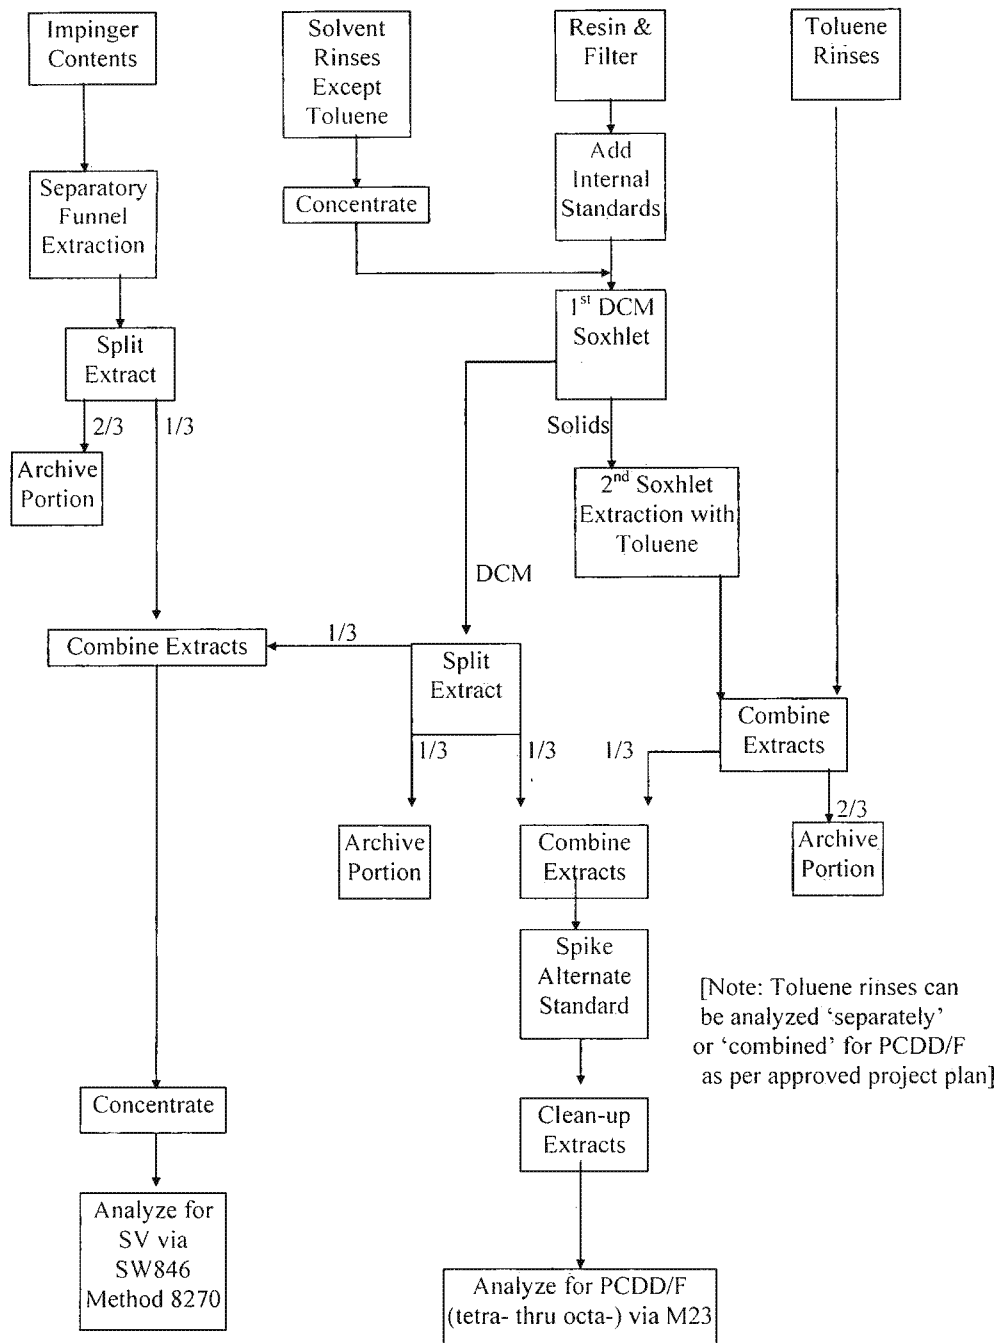 Impinger
Contents
Solvent
Rinses
Except
Toluene
Resin &
Filter
Toluene
Rinses
Separatory
Funnel
Extraction
Concentrate
Add
Internal
Standards
1st DCM
Soxhlet
Split
Extract
2/3
1/3
Archive
Portion
Solids
2nd Soxhlet
Extraction with
Toluene
DCM
Combine Extracts
1/3
Split
Extract
Combine
Extracts
1/3
1/3
1/3
2/3
Archive
Portion
Combine
Extracts
Archive
Portion
Spike
Alternate
Standard
[Note: Toluene rinses can
be analyzed ‘separately’
or ‘combined’ for PCDD/F
as per approved project plan]
Concentrate
Clean-up
Extracts
Analyze for
SV via
SW846
Method 8270
Analyze for PCDD/F
(tetra- thru octa-) via M23